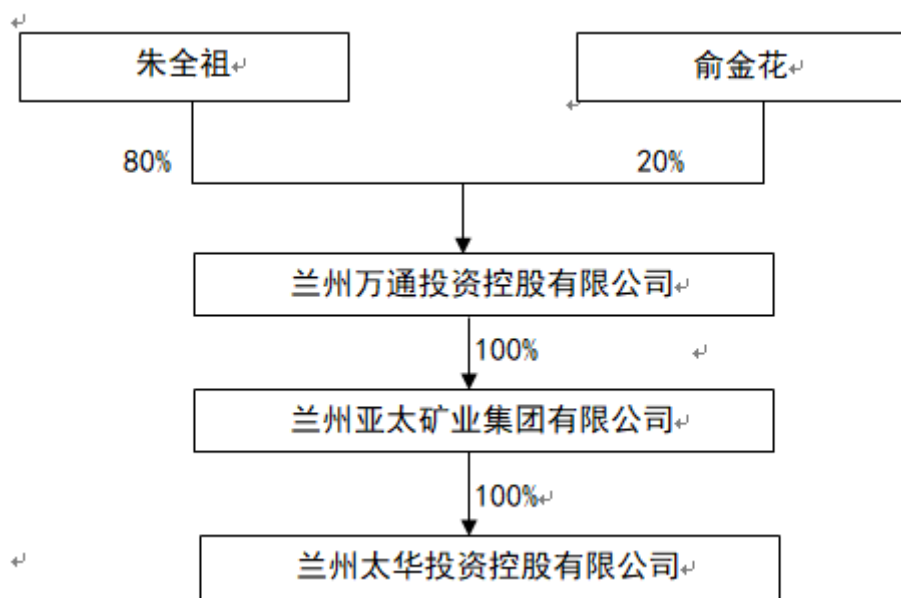 朱全祖
俞金花
80%
20%
兰州万通投资控股有限公司
100%
兰州亚太矿业集团有限公司
100%
兰州太华投资控股有限公司